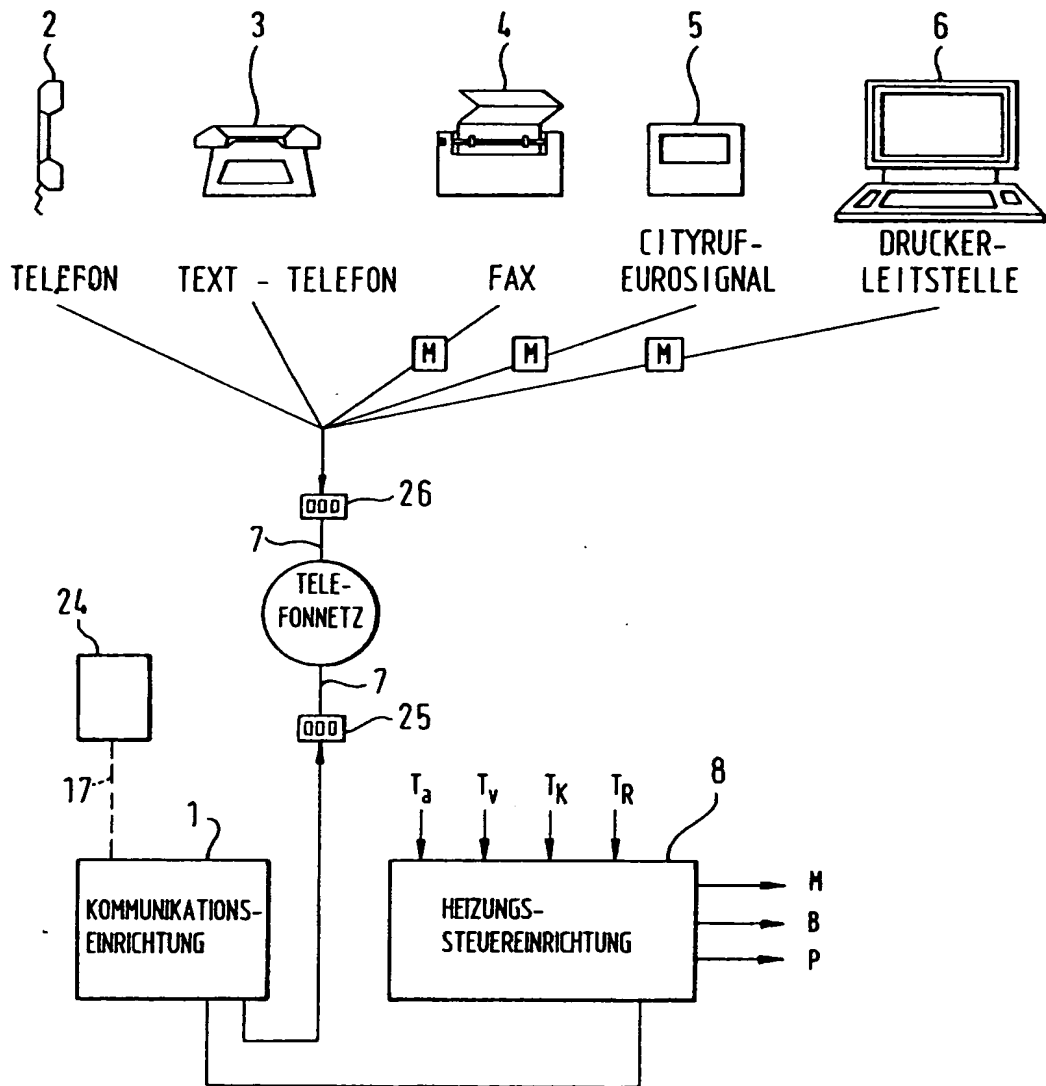 2 3 4 5 6
TELEFON TEXT - TELEFON FAX CITYRUF- DRUCKER-
EUROSIGNAL LEITSTELLE
M M M
26
7
TELE-
FONNETZ
24
7
25
17
1
Ta Tv TK TR 8
KOMMUNIKATIONS-
EINRICHTUNG
HEIZUNGS-
STEUEREINRICHTUNG
M
B
P